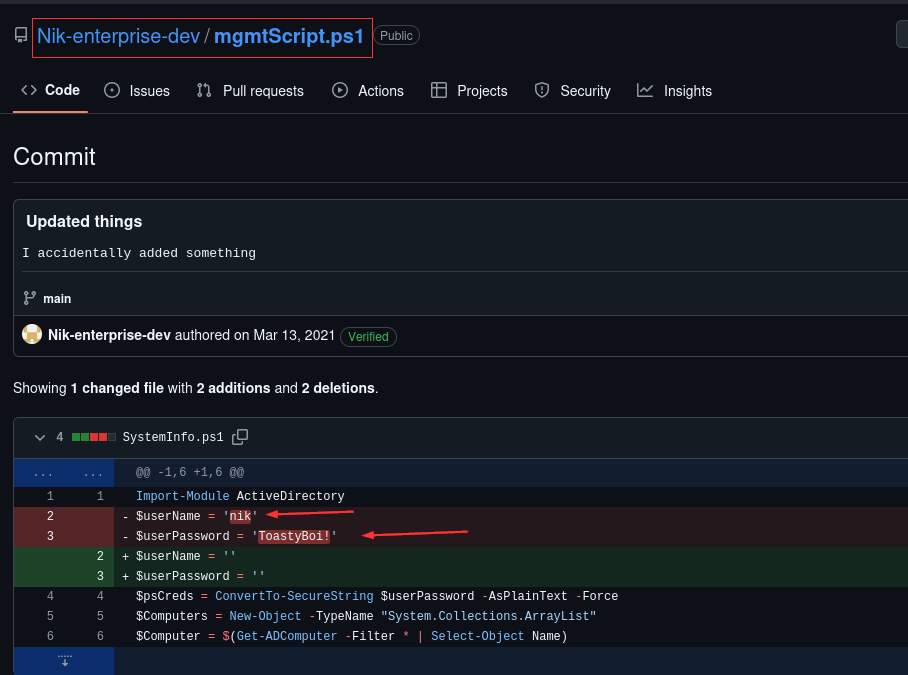 Nik-enterprise-dev / mgmtScript.ps1 Public
Code Issues Pull requests Actions Projects Security Insights
Commit
Updated things
I accidentally added something
main
Nik-enterprise-dev authored on Mar 13, 2021 Verified
Showing 1 changed file with 2 additions and 2 deletions.
4 SystemInfo.ps1
... ... @@ -1,6 +1,6 @@
1 1 Import-Module ActiveDirectory
2 - $userName = 'nik'
3 - $userPassword = 'ToastyBoi!'
2 + $userName = ''
3 + $userPassword = ''
4 4 $psCreds = ConvertTo-SecureString $userPassword -AsPlainText -Force
5 5 $Computers = New-Object -TypeName "System.Collections.ArrayList"
6 6 $Computer = $(Get-ADComputer -Filter * | Select-Object Name)